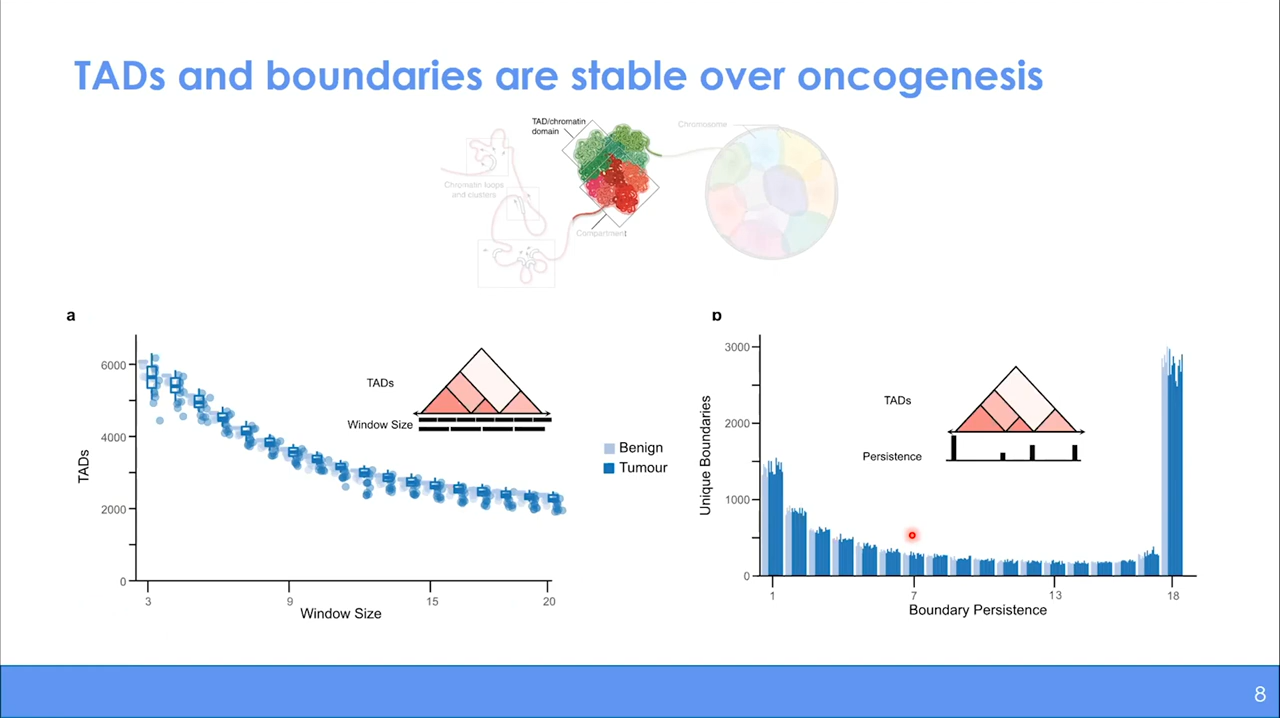 TADs and boundaries are stable over oncogenesis
TAD/chromatin
domain
Chromosome
Chromatin loops
and clusters
Compartment
a
6000
4000
2000
0
TADs
3
9
15
20
Window Size
TADs
Window Size
Benign
Tumour
b
3000
2000
1000
0
Unique Boundaries
1
7
13
18
Boundary Persistence
TADs
Persistence
8